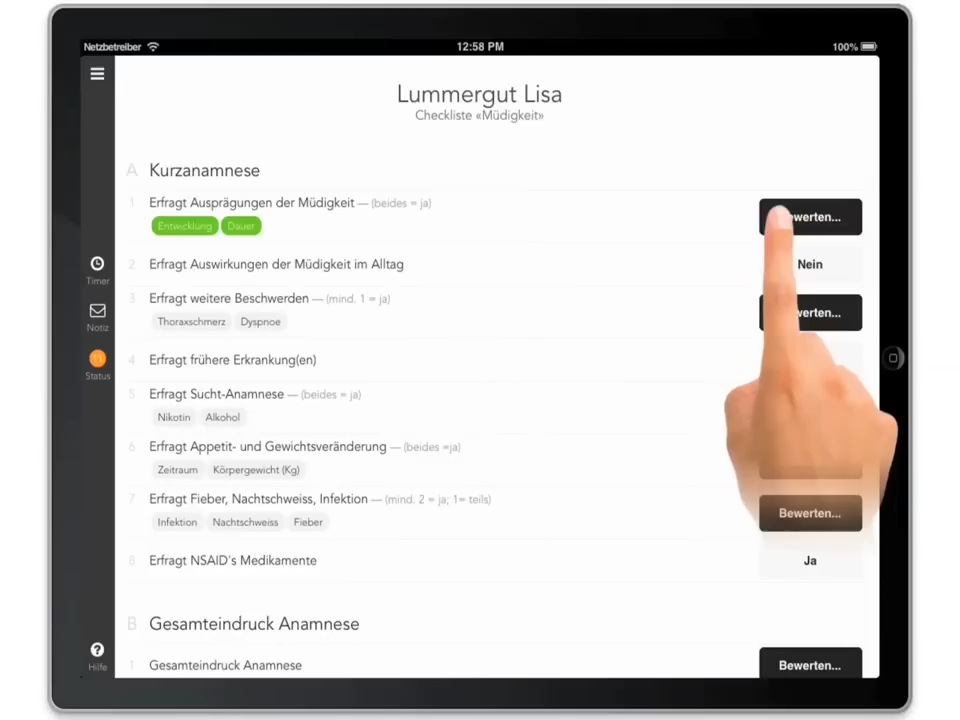 Netzbetreiber 12:58 PM 100%
Lummergut Lisa
Checkliste «Müdigkeit»
A Kurzanamnese
1 Erfragt Ausprägungen der Müdigkeit — (beides = ja)
Entwicklung Dauer
2 Erfragt Auswirkungen der Müdigkeit im Alltag Nein
3 Erfragt weitere Beschwerden — (mind. 1 = ja)
Thoraxschmerz Dyspnoe
4 Erfragt frühere Erkrankung(en)
5 Erfragt Sucht-Anamnese — (beides = ja)
Nikotin Alkohol
6 Erfragt Appetit- und Gewichtsveränderung — (beides =ja)
Zeitraum Körpergewicht (Kg)
7 Erfragt Fieber, Nachtschweiss, Infektion — (mind. 2 = ja; 1= teils) Bewerten...
Infektion Nachtschweiss Fieber
8 Erfragt NSAID's Medikamente Ja
B Gesamteindruck Anamnese
1 Gesamteindruck Anamnese Bewerten...
Timer
Notiz
11
Status
? Hilfe